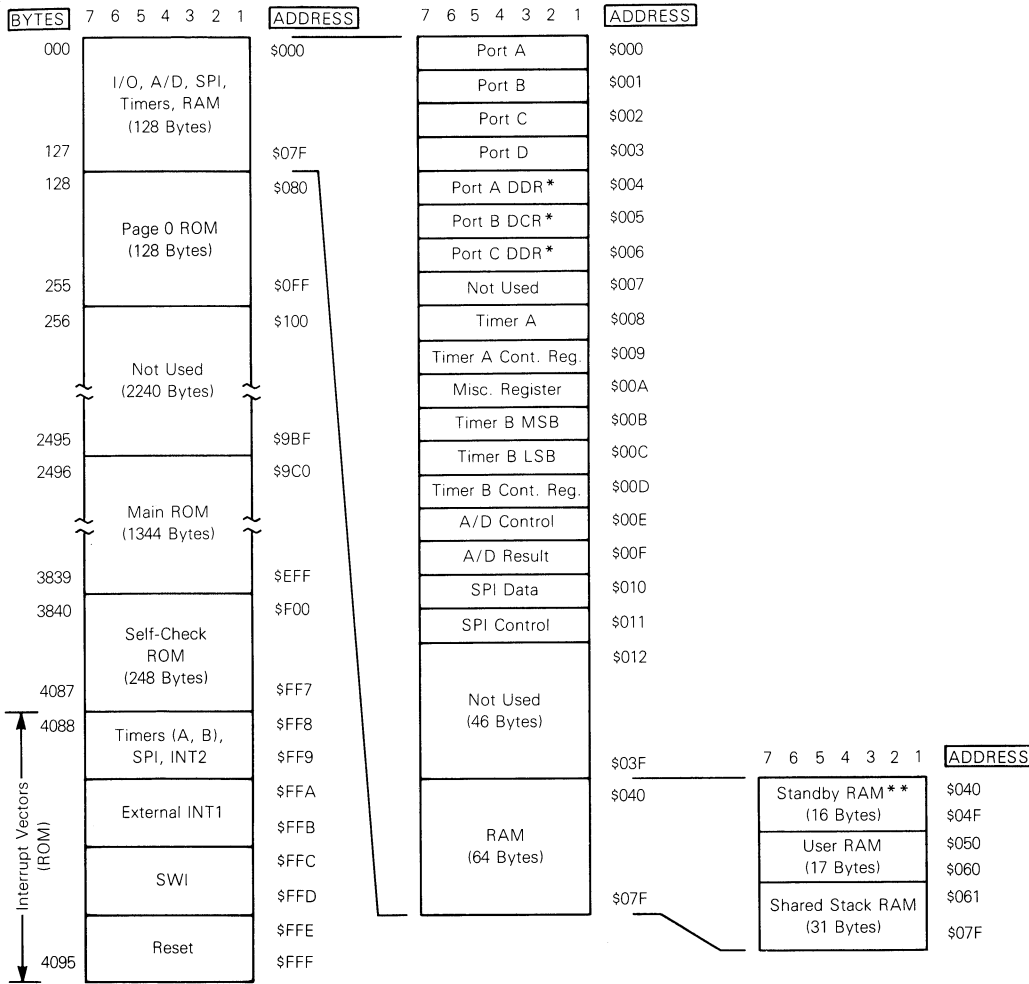 BYTES 7 6 5 4 3 2 1 ADDRESS
000 $000
I/O, A/D, SPI,
Timers, RAM
(128 Bytes)
127 $07F
128 $080
Page 0 ROM
(128 Bytes)
255 $0FF
256 $100
Not Used
(2240 Bytes)
2495 $9BF
2496 $9C0
Main ROM
(1344 Bytes)
3839 $EFF
3840 $F00
Self-Check
ROM
(248 Bytes)
4087 $FF7
4088 $FF8
Timers (A, B),
SPI, INT2
$FF9
$FFA
External INT1
$FFB
$FFC
SWI
$FFD
$FFE
Reset
4095 $FFF
Interrupt Vectors
(ROM)
7 6 5 4 3 2 1 ADDRESS
Port A $000
Port B $001
Port C $002
Port D $003
Port A DDR* $004
Port B DCR* $005
Port C DDR* $006
Not Used $007
Timer A $008
Timer A Cont. Reg. $009
Misc. Register $00A
Timer B MSB $00B
Timer B LSB $00C
Timer B Cont. Reg. $00D
A/D Control $00E
A/D Result $00F
SPI Data $010
SPI Control $011
$012
Not Used
(46 Bytes)
$03F
$040
RAM
(64 Bytes)
$07F
7 6 5 4 3 2 1 ADDRESS
Standby RAM** $040
(16 Bytes) $04F
User RAM $050
(17 Bytes) $060
Shared Stack RAM $061
(31 Bytes) $07F